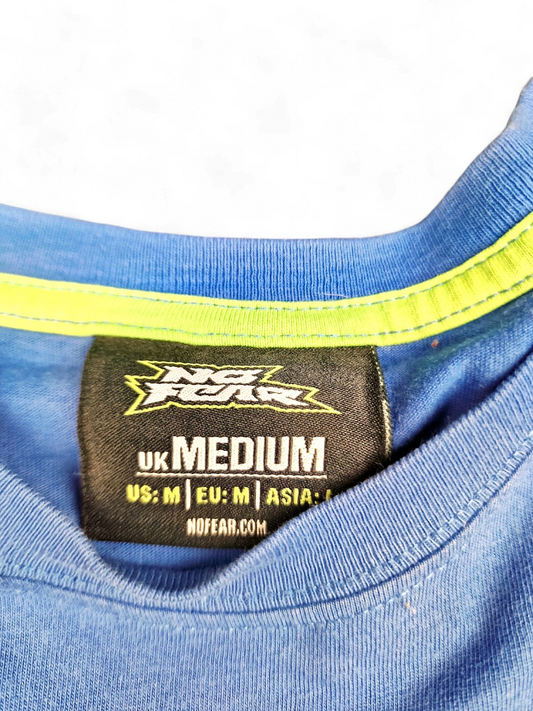 NO
FEAR
UK MEDIUM
US: M | EU: M | ASIA:
NOFEAR.COM